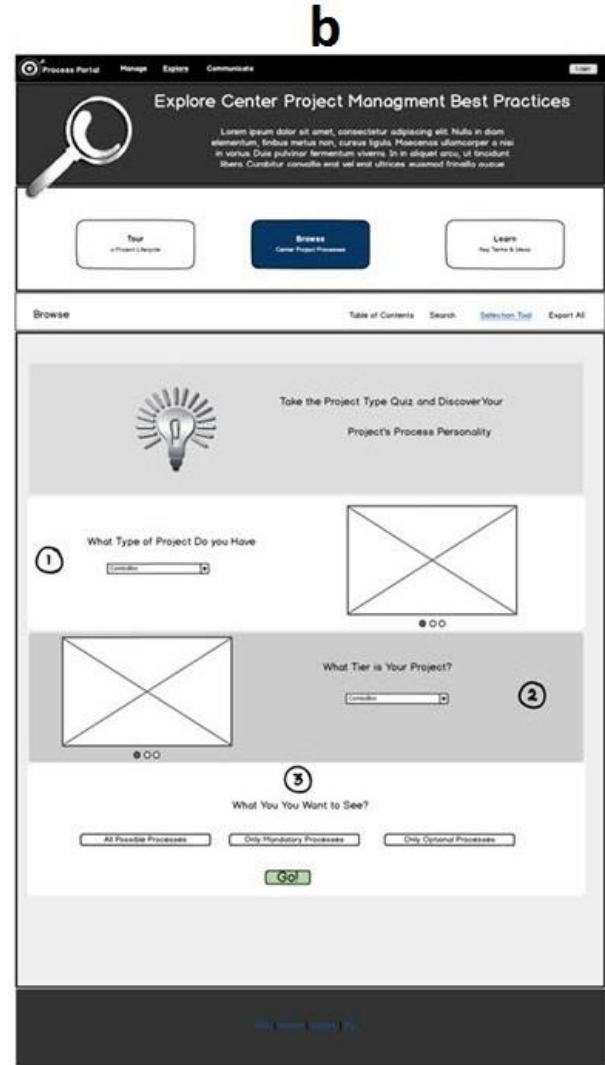 b
Process Portal Manage Explore Communicate Login
Explore Center Project Managment Best Practices
Lorem ipsum dolor sit amet, consectetur adipiscing elit. Nulla in diam
elementum, finibus metus non, cursus ligula. Maecenas ullamcorper a nisi
in varius. Duis pulvinar fermentum viverra. In in aliquet arcu, ut tincidunt
libero. Curabitur convallis erat vel erat ultrices, euismod fringilla augue
Tour
a Project Lifecycle
Browse
Center Project Processes
Learn
Key Terms & Ideas
Browse Table of Contents Search Selection Tool Export All
Take the Project Type Quiz and Discover Your
Project's Process Personality
1
What Type of Project Do you Have
ComboBox
What Tier is Your Project?
ComboBox
2
3
What You You Want to See?
All Possible Processes Only Mandatory Processes Only Optional Processes
Go!